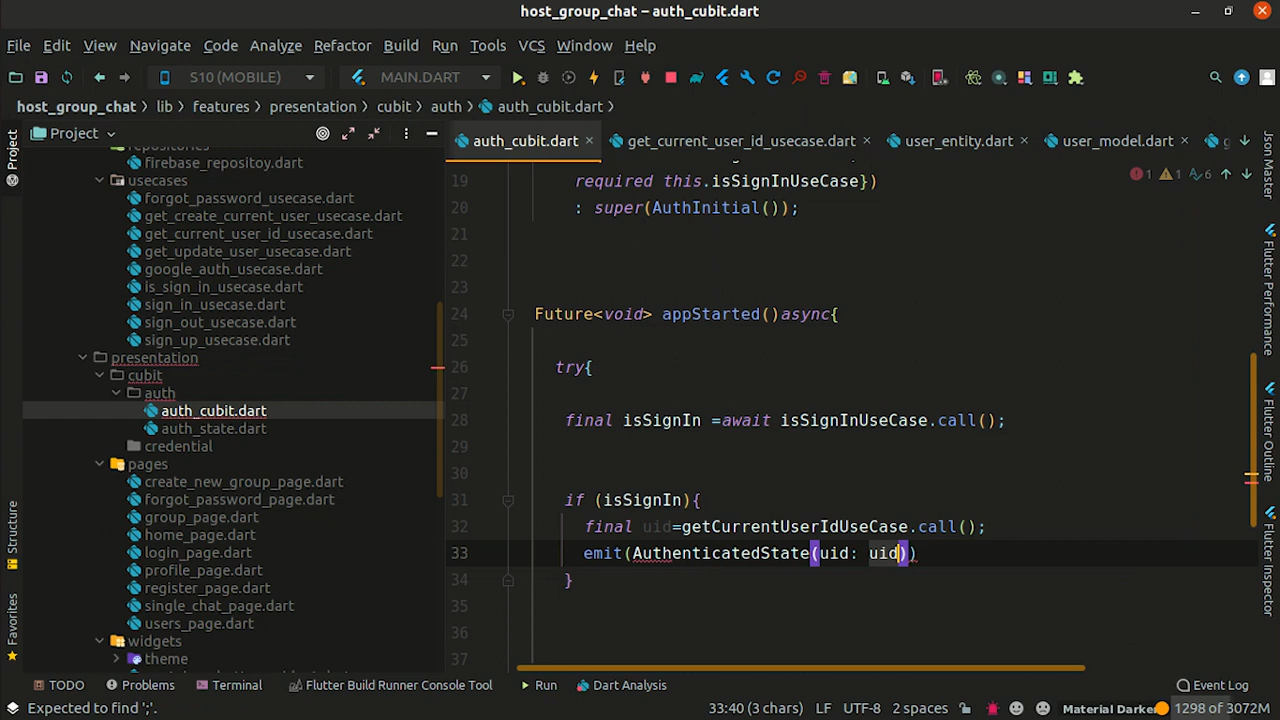 host_group_chat – auth_cubit.dart
File Edit View Navigate Code Analyze Refactor Build Run Tools VCS Window Help
S10 (MOBILE) MAIN.DART
host_group_chat lib features presentation cubit auth auth_cubit.dart
Project
auth_cubit.dart get_current_user_id_usecase.dart user_entity.dart user_model.dart
repositories
firebase_repositoy.dart
usecases
forgot_password_usecase.dart
get_create_current_user_usecase.dart
get_current_user_id_usecase.dart
get_update_user_usecase.dart
google_auth_usecase.dart
is_sign_in_usecase.dart
sign_in_usecase.dart
sign_out_usecase.dart
sign_up_usecase.dart
presentation
cubit
auth
auth_cubit.dart
auth_state.dart
credential
pages
create_new_group_page.dart
forgot_password_page.dart
group_page.dart
home_page.dart
login_page.dart
profile_page.dart
register_page.dart
single_chat_page.dart
users_page.dart
widgets
theme
1 1 6
19 required this.isSignInUseCase})
20 : super(AuthInitial());
21
22
23
24 Future<void> appStarted()async{
25
26 try{
27
28 final isSignIn =await isSignInUseCase.call();
29
30
31 if (isSignIn){
32 final uid=getCurrentUserIdUseCase.call();
33 emit(AuthenticatedState(uid: uid))
34 }
35
36
37
Project
Structure
Favorites
Json Master
Flutter Performance
Flutter Outline
Flutter Inspector
TODO Problems Terminal Flutter Build Runner Console Tool Run Dart Analysis Event Log
Expected to find ';'. 33:40 (3 chars) LF UTF-8 2 spaces Material Darker 1298 of 3072M